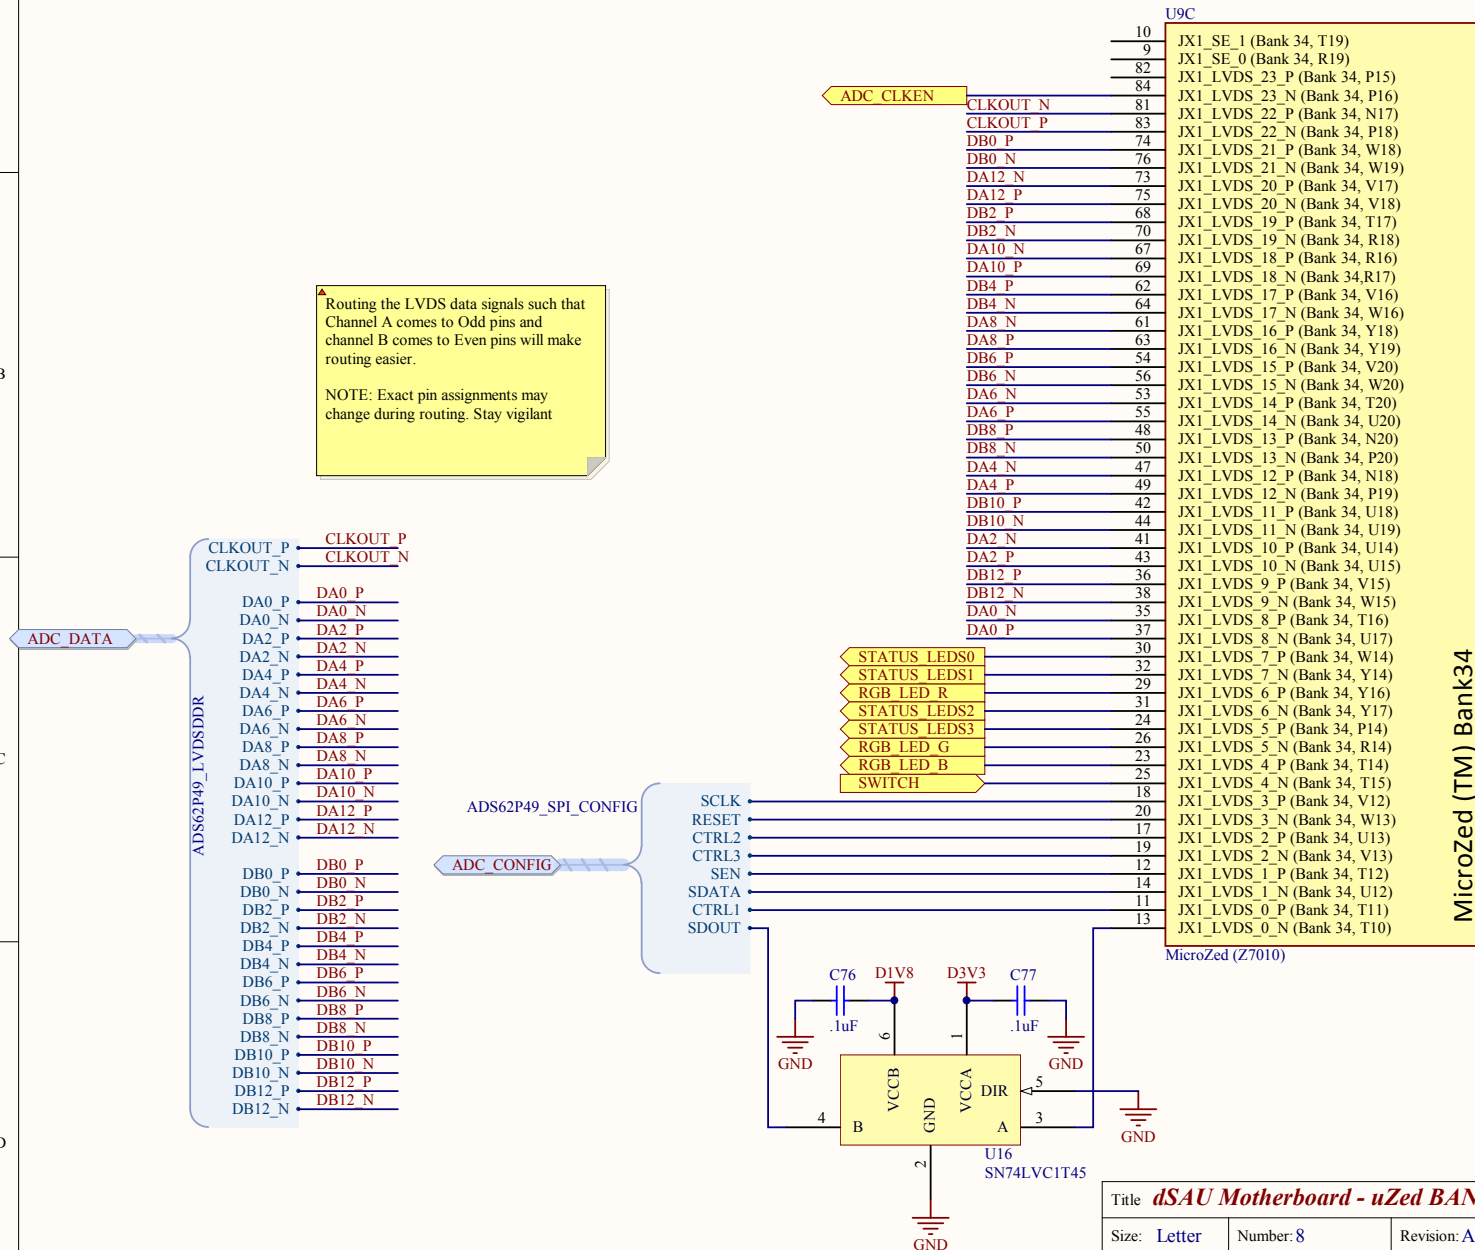 U9C
10 JX1_SE_1 (Bank 34, T19)
9 JX1_SE_0 (Bank 34, R19)
82 JX1_LVDS_23_P (Bank 34, P15)
ADC_CLKEN 84 JX1_LVDS_23_N (Bank 34, P16)
CLKOUT_N 81 JX1_LVDS_22_P (Bank 34, N17)
CLKOUT_P 83 JX1_LVDS_22_N (Bank 34, P18)
DB0_P 74 JX1_LVDS_21_P (Bank 34, W18)
DB0_N 76 JX1_LVDS_21_N (Bank 34, W19)
DA12_N 73 JX1_LVDS_20_P (Bank 34, V17)
DA12_P 75 JX1_LVDS_20_N (Bank 34, V18)
DB2_P 68 JX1_LVDS_19_P (Bank 34, T17)
DB2_N 70 JX1_LVDS_19_N (Bank 34, R18)
DA10_N 67 JX1_LVDS_18_P (Bank 34, R16)
DA10_P 69 JX1_LVDS_18_N (Bank 34,R17)
DB4_P 62 JX1_LVDS_17_P (Bank 34, V16)
DB4_N 64 JX1_LVDS_17_N (Bank 34, W16)
DA8_N 61 JX1_LVDS_16_P (Bank 34, Y18)
DA8_P 63 JX1_LVDS_16_N (Bank 34, Y19)
DB6_P 54 JX1_LVDS_15_P (Bank 34, V20)
DB6_N 56 JX1_LVDS_15_N (Bank 34, W20)
DA6_N 53 JX1_LVDS_14_P (Bank 34, T20)
DA6_P 55 JX1_LVDS_14_N (Bank 34, U20)
DB8_P 48 JX1_LVDS_13_P (Bank 34, N20)
DB8_N 50 JX1_LVDS_13_N (Bank 34, P20)
DA4_N 47 JX1_LVDS_12_P (Bank 34, N18)
DA4_P 49 JX1_LVDS_12_N (Bank 34, P19)
DB10_P 42 JX1_LVDS_11_P (Bank 34, U18)
DB10_N 44 JX1_LVDS_11_N (Bank 34, U19)
DA2_N 41 JX1_LVDS_10_P (Bank 34, U14)
DA2_P 43 JX1_LVDS_10_N (Bank 34, U15)
DB12_P 36 JX1_LVDS_9_P (Bank 34, V15)
DB12_N 38 JX1_LVDS_9_N (Bank 34, W15)
DA0_N 35 JX1_LVDS_8_P (Bank 34, T16)
DA0_P 37 JX1_LVDS_8_N (Bank 34, U17)
STATUS_LEDS0 30 JX1_LVDS_7_P (Bank 34, W14)
STATUS_LEDS1 32 JX1_LVDS_7_N (Bank 34, Y14)
RGB_LED_R 29 JX1_LVDS_6_P (Bank 34, Y16)
STATUS_LEDS2 31 JX1_LVDS_6_N (Bank 34, Y17)
STATUS_LEDS3 24 JX1_LVDS_5_P (Bank 34, P14)
RGB_LED_G 26 JX1_LVDS_5_N (Bank 34, R14)
RGB_LED_B 23 JX1_LVDS_4_P (Bank 34, T14)
SWITCH 25 JX1_LVDS_4_N (Bank 34, T15)
SCLK 18 JX1_LVDS_3_P (Bank 34, V12)
RESET 20 JX1_LVDS_3_N (Bank 34, W13)
CTRL2 17 JX1_LVDS_2_P (Bank 34, U13)
CTRL3 19 JX1_LVDS_2_N (Bank 34, V13)
SEN 12 JX1_LVDS_1_P (Bank 34, T12)
SDATA 14 JX1_LVDS_1_N (Bank 34, U12)
CTRL1 11 JX1_LVDS_0_P (Bank 34, T11)
SDOUT 13 JX1_LVDS_0_N (Bank 34, T10)
MicroZed (TM) Bank34
MicroZed (Z7010)
ADS62P49_SPI_CONFIG
ADC_CONFIG
Routing the LVDS data signals such that
Channel A comes to Odd pins and
channel B comes to Even pins will make
routing easier.
NOTE: Exact pin assignments may
change during routing. Stay vigilant
B
C
D
ADC_DATA
ADS62P49_LVDSDDR
CLKOUT_P CLKOUT_P
CLKOUT_N CLKOUT_N
DA0_P DA0_P
DA0_N DA0_N
DA2_P DA2_P
DA2_N DA2_N
DA4_P DA4_P
DA4_N DA4_N
DA6_P DA6_P
DA6_N DA6_N
DA8_P DA8_P
DA8_N DA8_N
DA10_P DA10_P
DA10_N DA10_N
DA12_P DA12_P
DA12_N DA12_N
DB0_P DB0_P
DB0_N DB0_N
DB2_P DB2_P
DB2_N DB2_N
DB4_P DB4_P
DB4_N DB4_N
DB6_P DB6_P
DB6_N DB6_N
DB8_P DB8_P
DB8_N DB8_N
DB10_P DB10_P
DB10_N DB10_N
DB12_P DB12_P
DB12_N DB12_N
C76 D1V8 D3V3 C77
.1uF .1uF
6 1
GND GND
VCCB GND VCCA DIR 5
4 B A 3
GND
2
U16
SN74LVC1T45
GND
Title dSAU Motherboard - uZed BAN
Size: Letter Number: 8 Revision: A